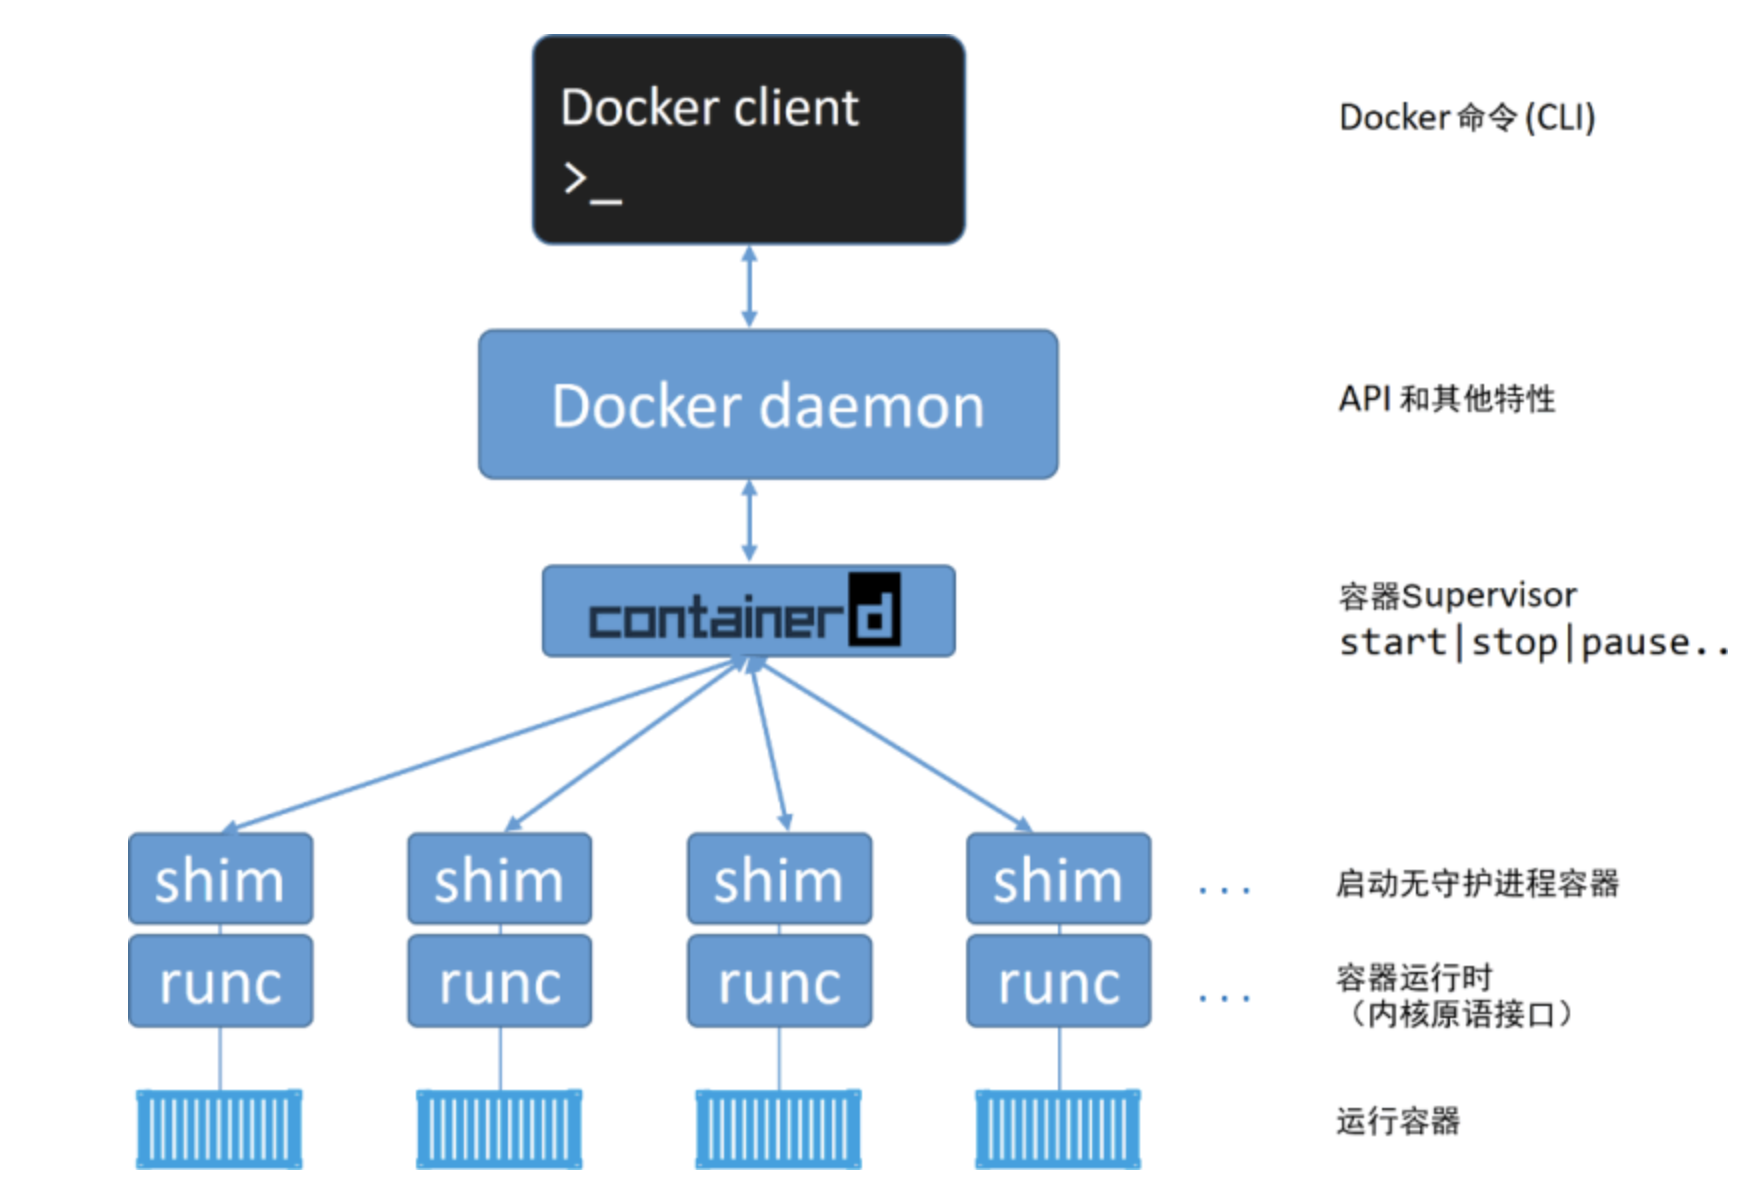 Docker client
>_
Docker 命令 (CLI)
Docker daemon
API 和其他特性
containerd
容器Supervisor
start|stop|pause..
shim shim shim shim ...
启动无守护进程容器
runc runc runc runc ...
容器运行时
（内核原语接口）
运行容器